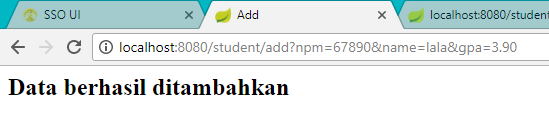 SSO UI
Add
localhost:8080/student
localhost:8080/student/add?npm=67890&name=lala&gpa=3.90
Data berhasil ditambahkan